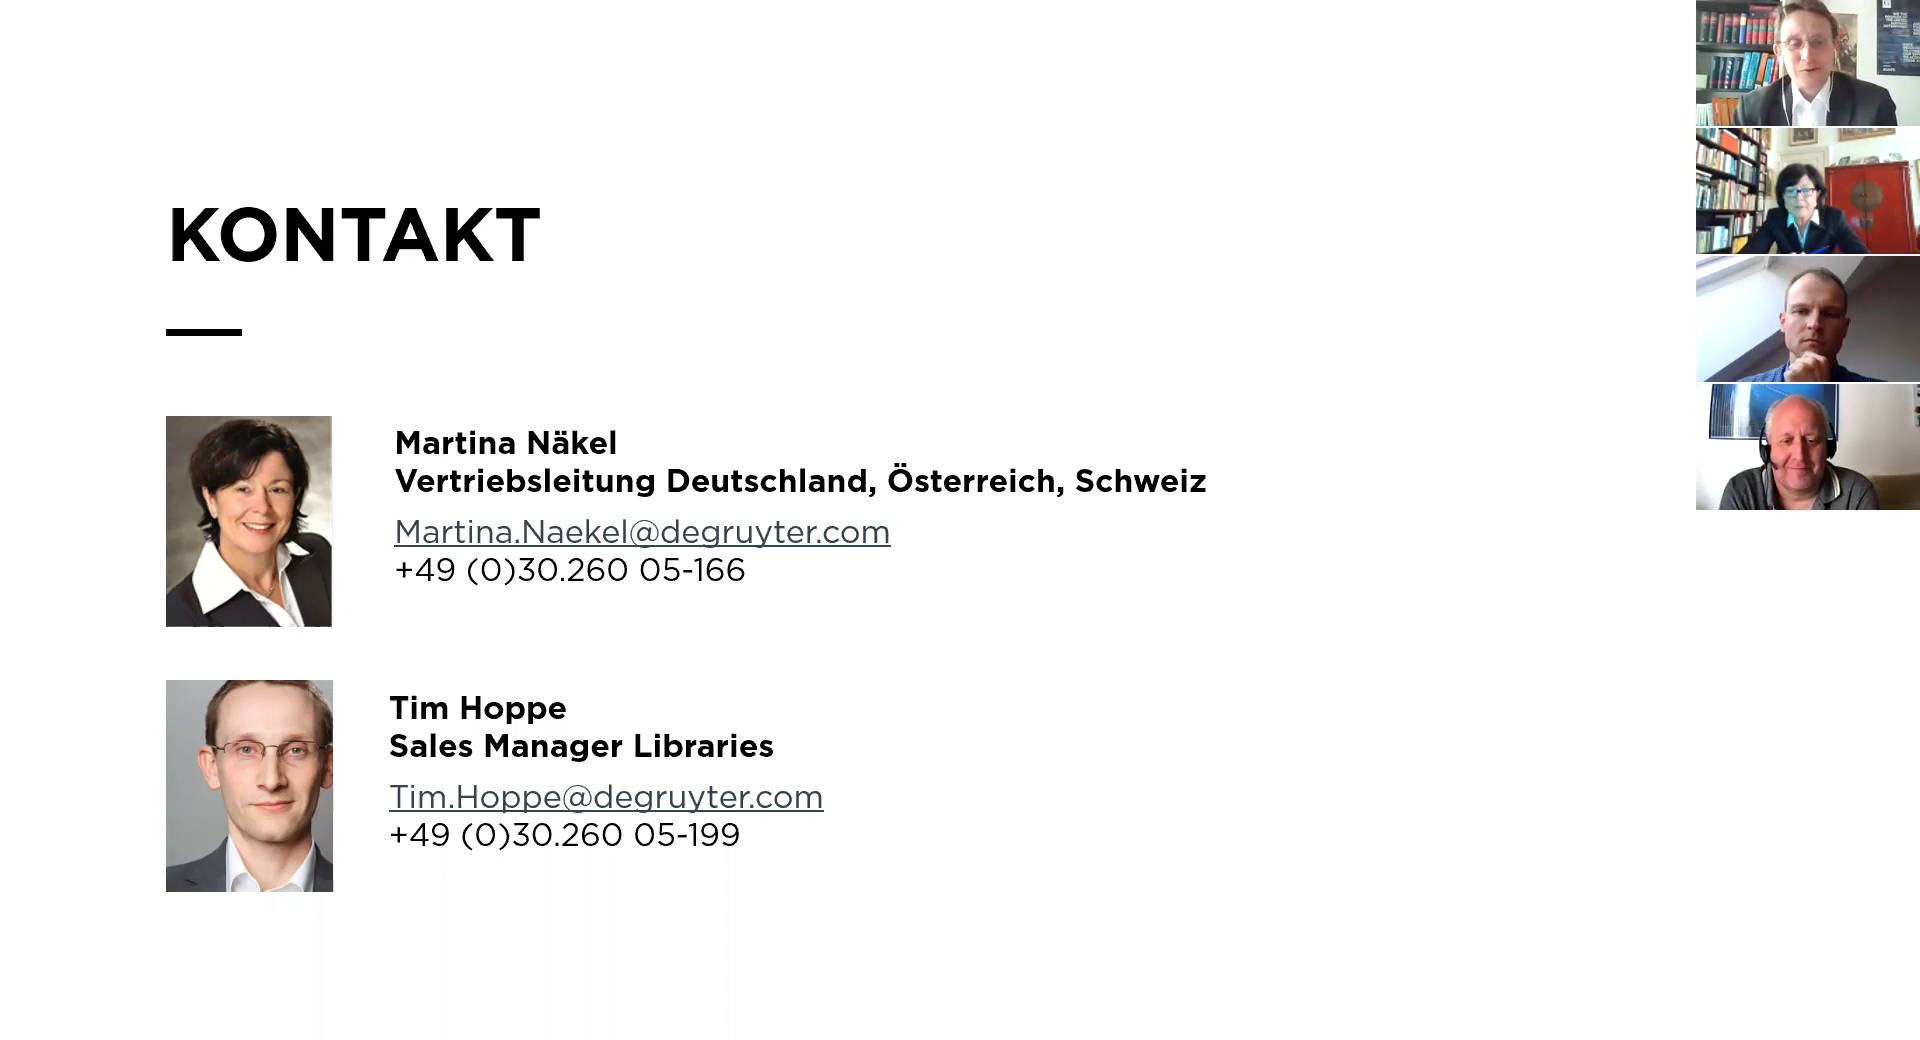 KONTAKT
Martina Näkel
Vertriebsleitung Deutschland, Österreich, Schweiz
Martina.Naekel@degruyter.com
+49 (0)30.260 05-166
Tim Hoppe
Sales Manager Libraries
Tim.Hoppe@degruyter.com
+49 (0)30.260 05-199